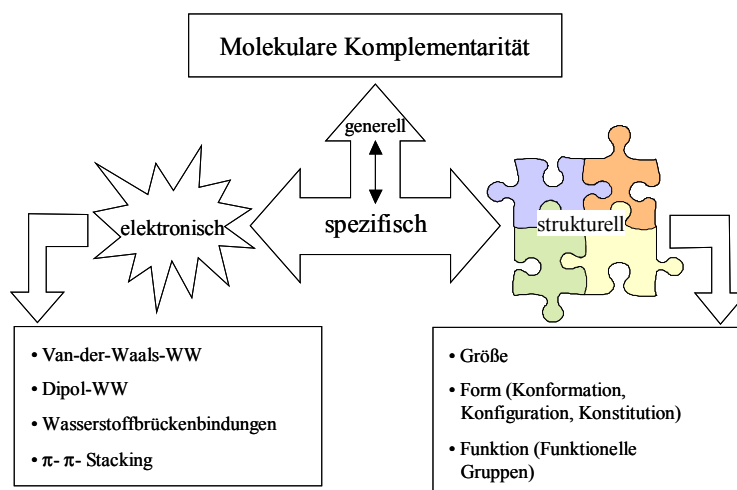 Molekulare Komplementarität
generell
elektronisch
spezifisch
strukturell
• Van-der-Waals-WW
• Dipol-WW
• Wasserstoffbrückenbindungen
• π- π- Stacking
• Größe
• Form (Konformation,
Konfiguration, Konstitution)
• Funktion (Funktionelle
Gruppen)